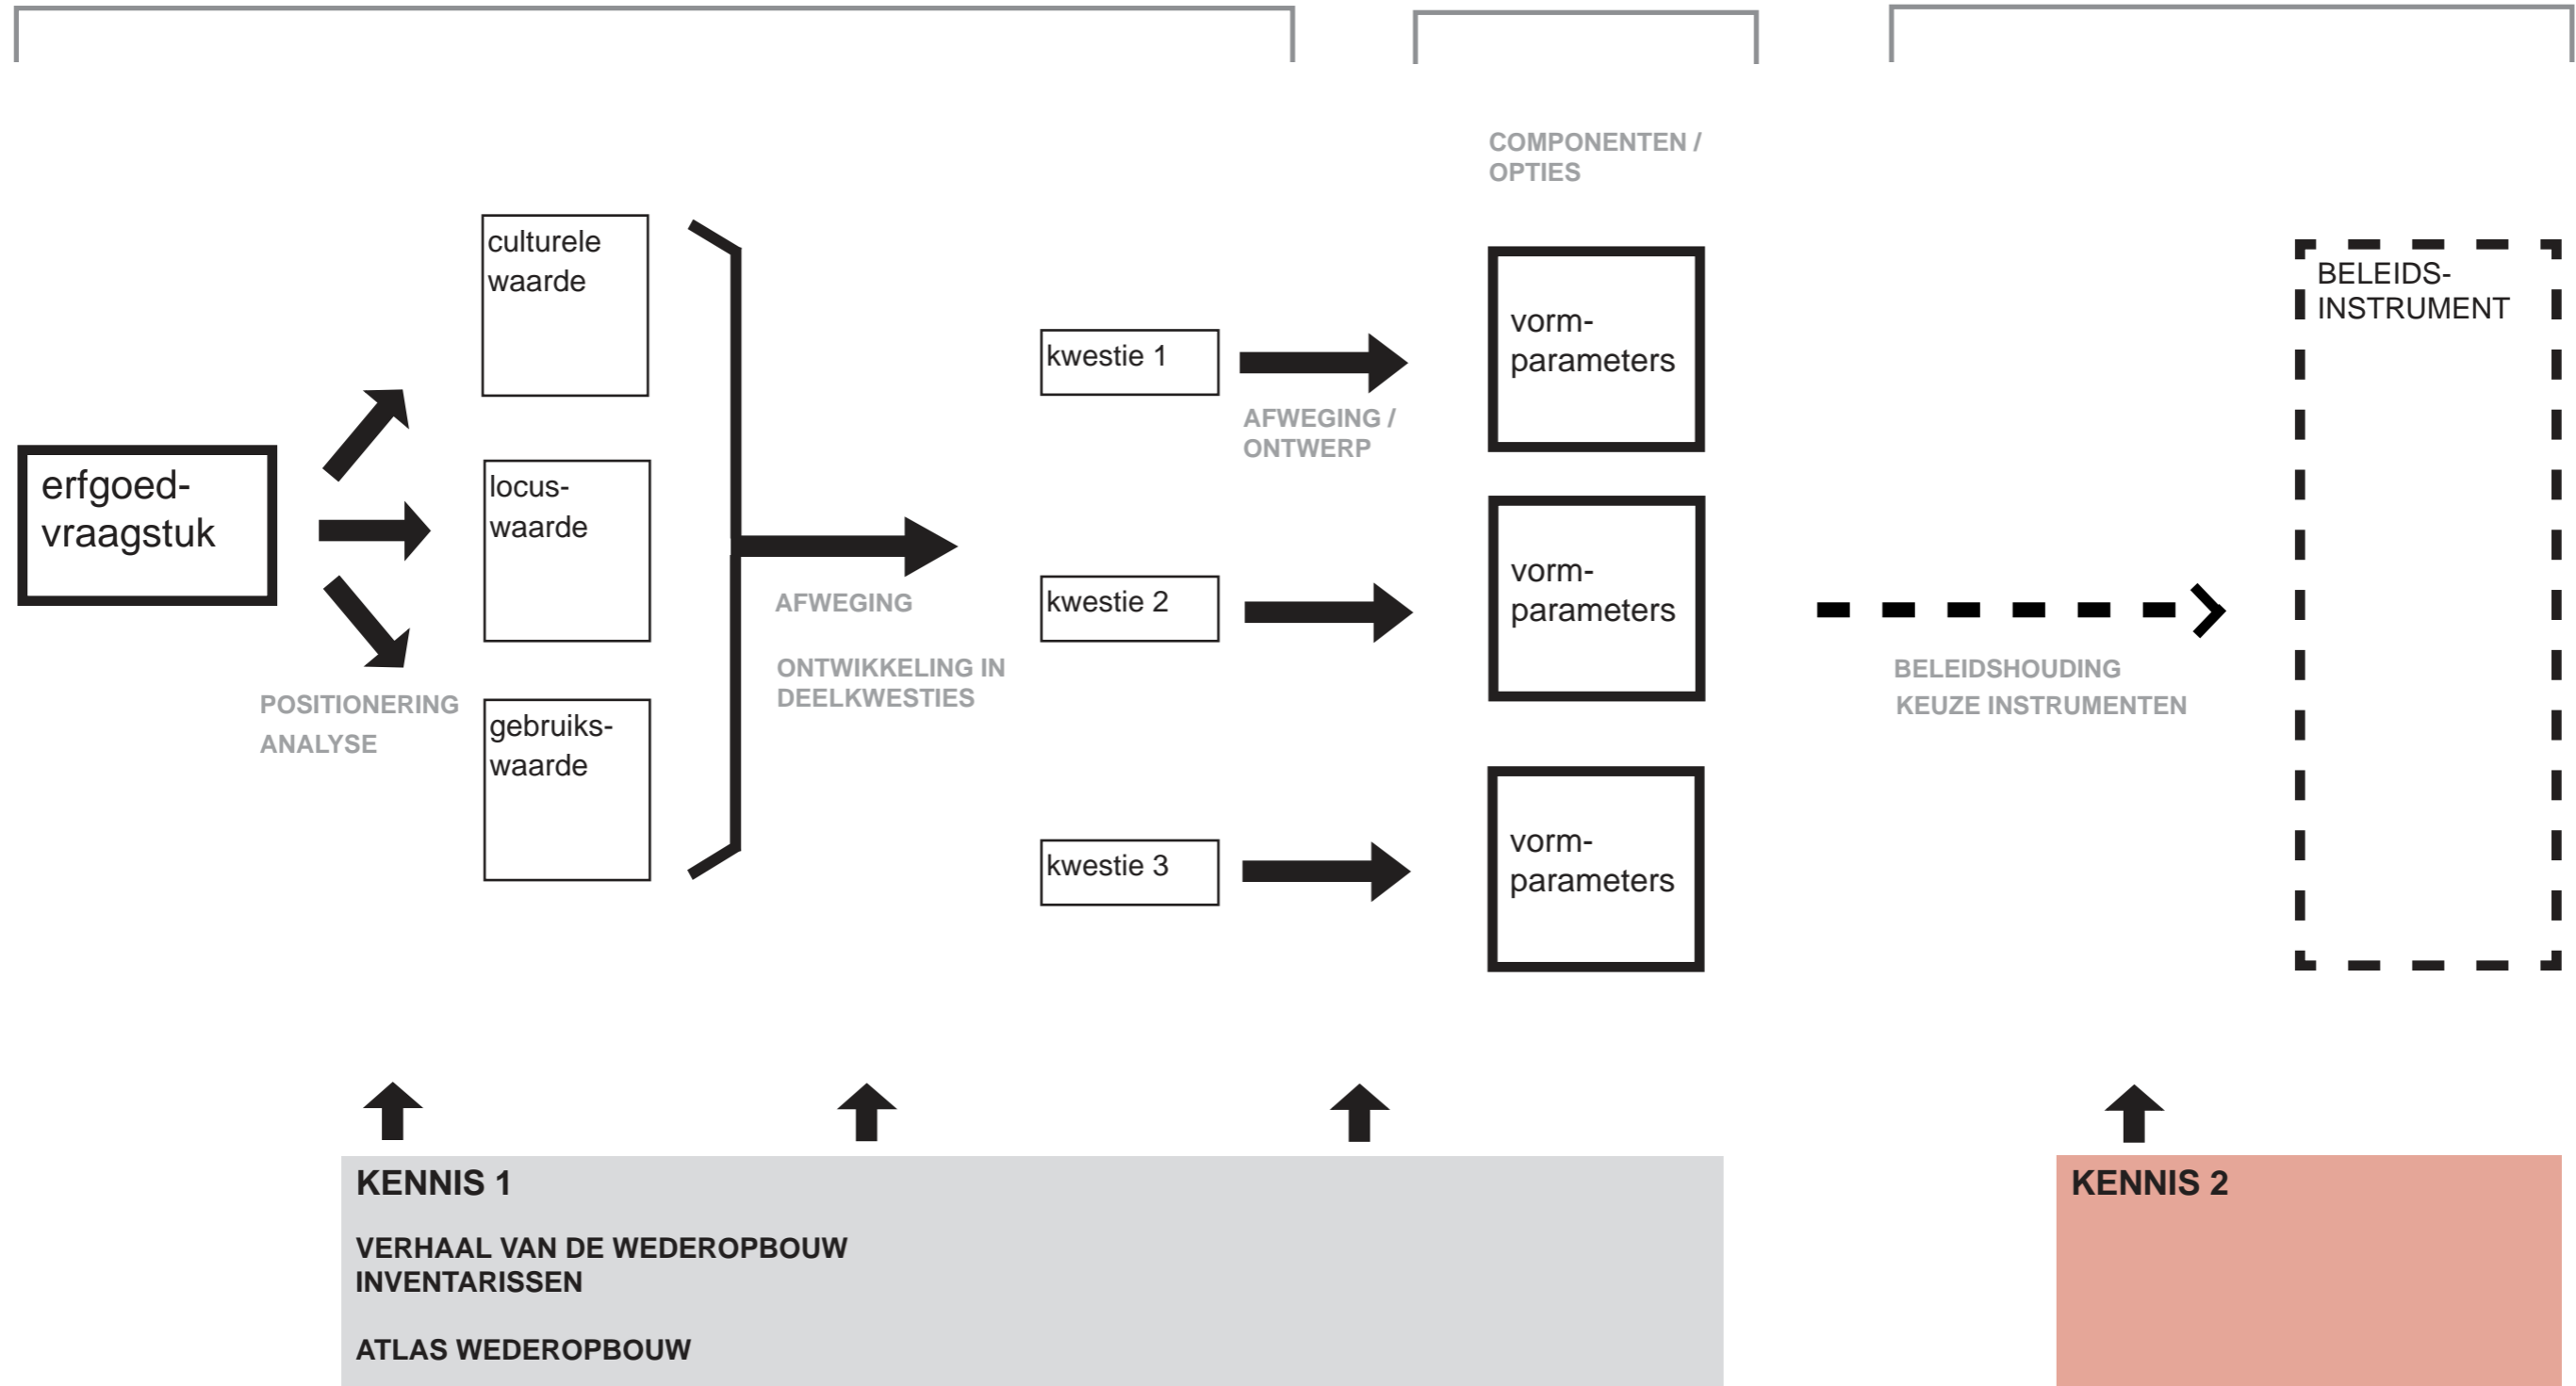 erfgoed-
vraagstuk
POSITIONERING
ANALYSE
culturele
waarde
locus-
waarde
gebruiks-
waarde
AFWEGING
ONTWIKKELING IN
DEELKWESTIES
kwestie 1
kwestie 2
kwestie 3
AFWEGING /
ONTWERP
COMPONENTEN /
OPTIES
vorm-
parameters
vorm-
parameters
vorm-
parameters
BELEIDSHOUDING
KEUZE INSTRUMENTEN
BELEIDS-
INSTRUMENT
KENNIS 1
VERHAAL VAN DE WEDEROPBOUW
INVENTARISSEN
ATLAS WEDEROPBOUW
KENNIS 2